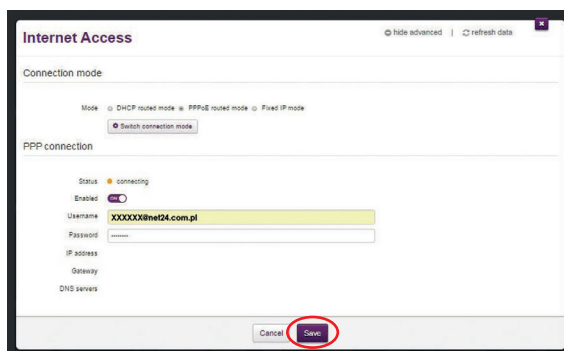 Internet Access
hide advanced | refresh data
Connection mode
Mode DHCP routed mode PPPoE routed mode Fixed IP mode
Switch connection mode
PPP connection
Status connecting
Enabled ON
Username XXXXXX@net24.com.pl
Password ········
IP address
Gateway
DNS servers
Cancel Save